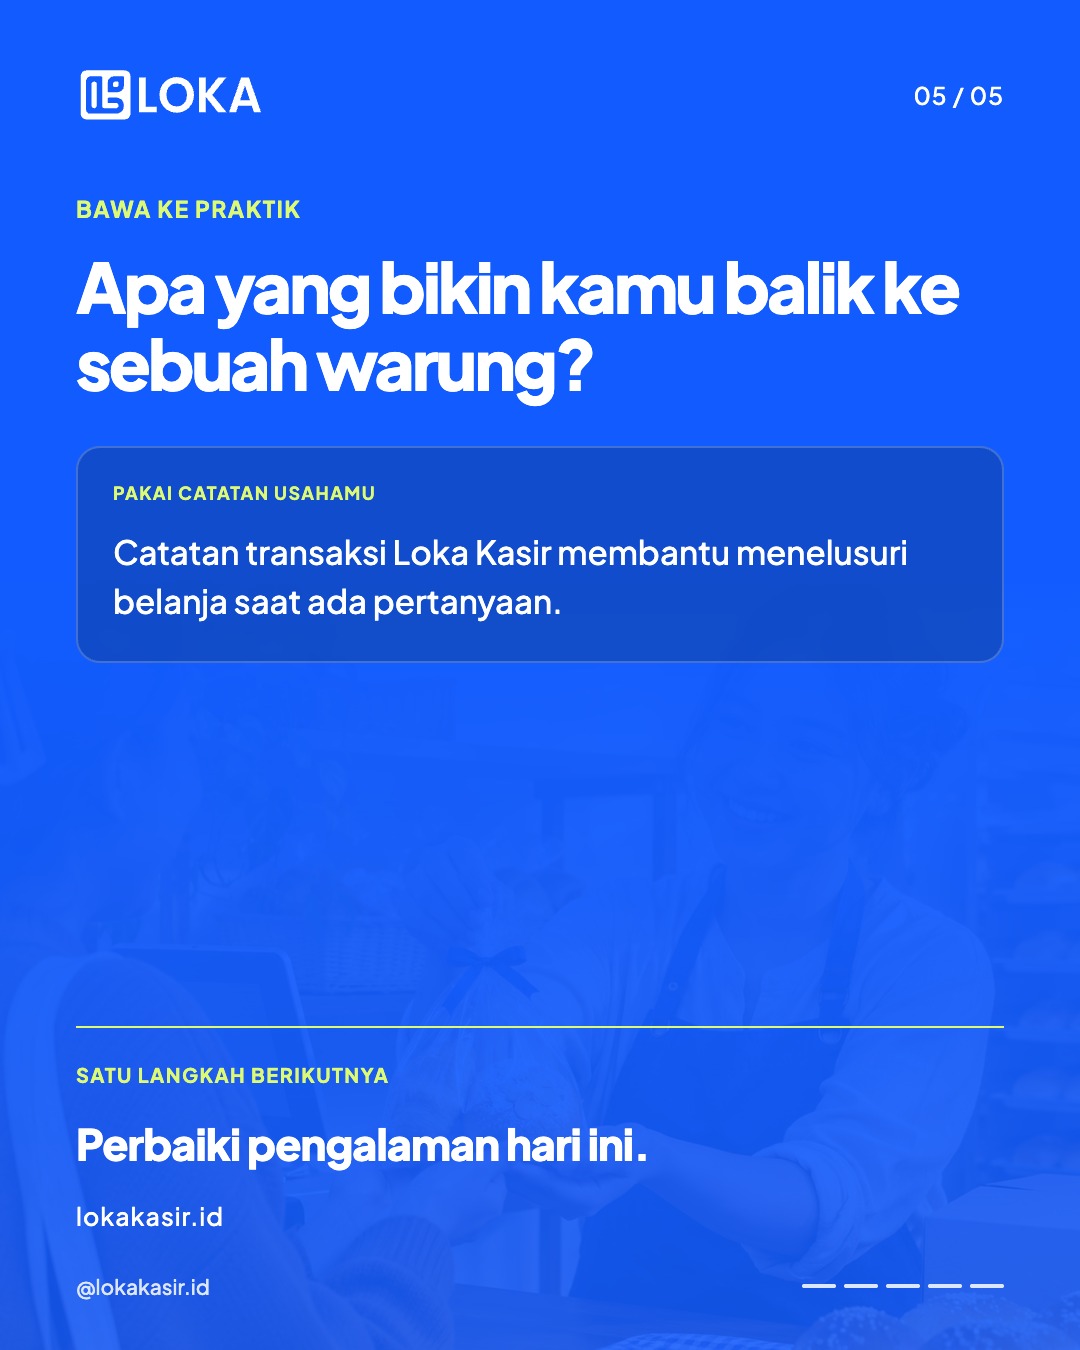 LOKA
05 / 05
BAWA KE PRAKTIK
Apa yang bikin kamu balik ke
sebuah warung?
PAKAI CATATAN USAHAMU
Catatan transaksi Loka Kasir membantu menelusuri
belanja saat ada pertanyaan.
SATU LANGKAH BERIKUTNYA
Perbaiki pengalaman hari ini.
lokakasir.id
@lokakasir.id